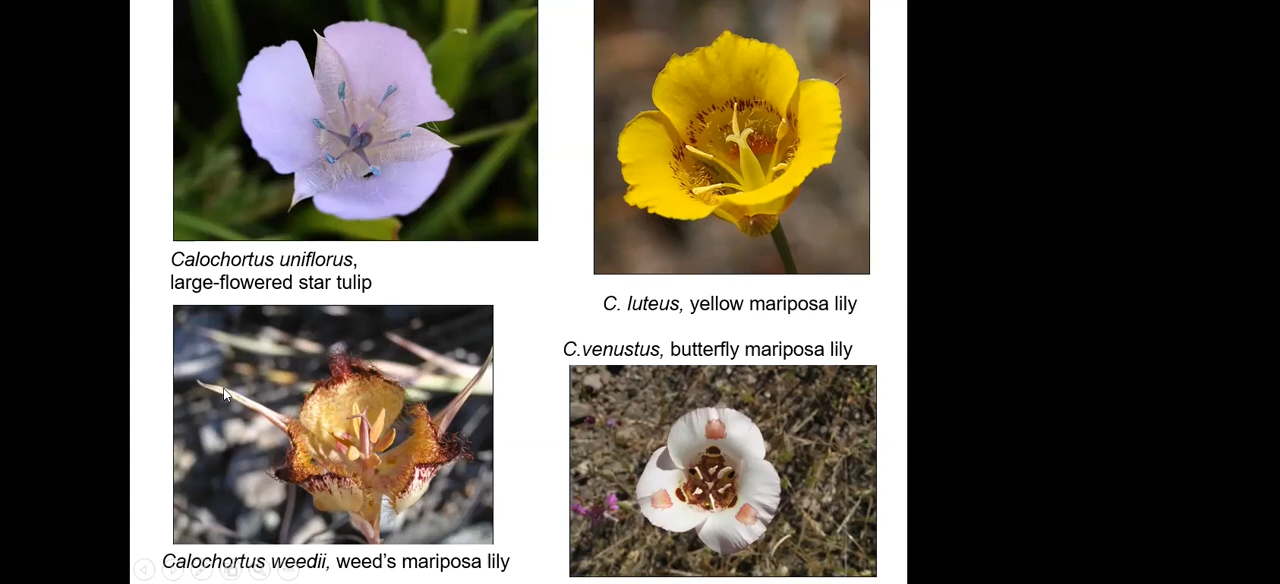 Calochortus uniflorus,
large-flowered star tulip
C. luteus, yellow mariposa lily
C.venustus, butterfly mariposa lily
Calochortus weedii, weed's mariposa lily